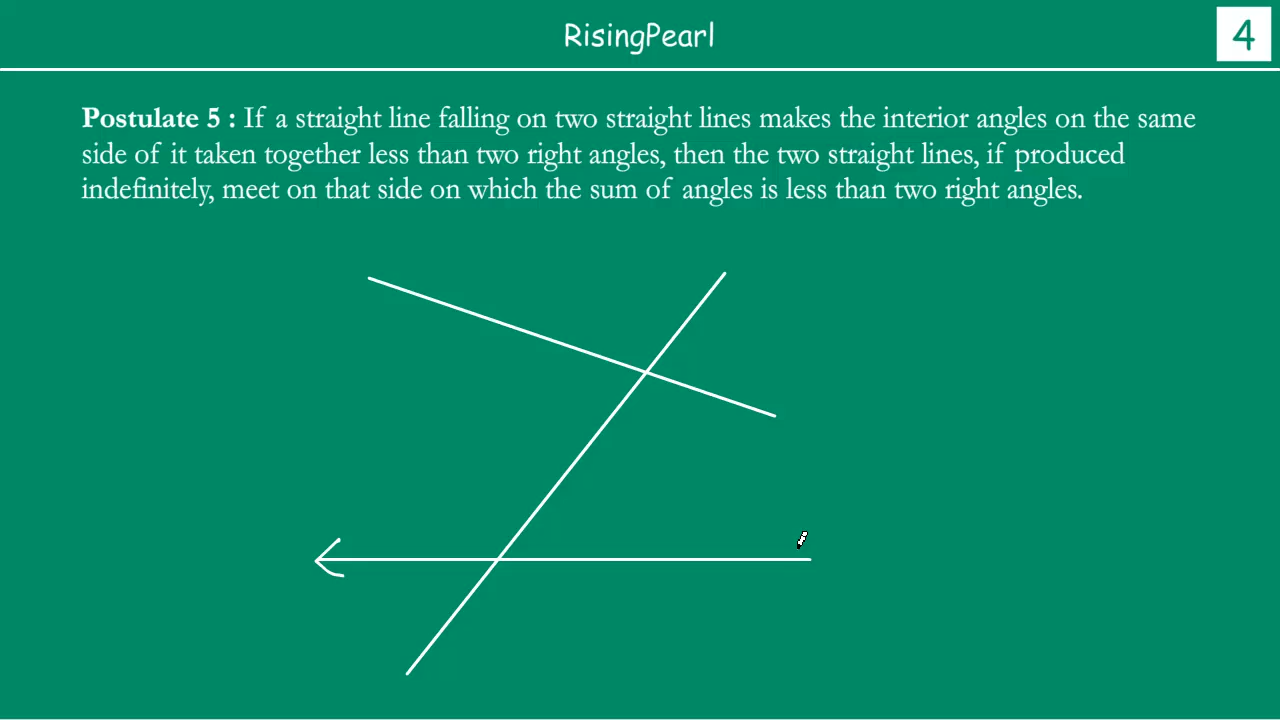 RisingPearl
4
Postulate 5 : If a straight line falling on two straight lines makes the interior angles on the same
side of it taken together less than two right angles, then the two straight lines, if produced
indefinitely, meet on that side on which the sum of angles is less than two right angles.